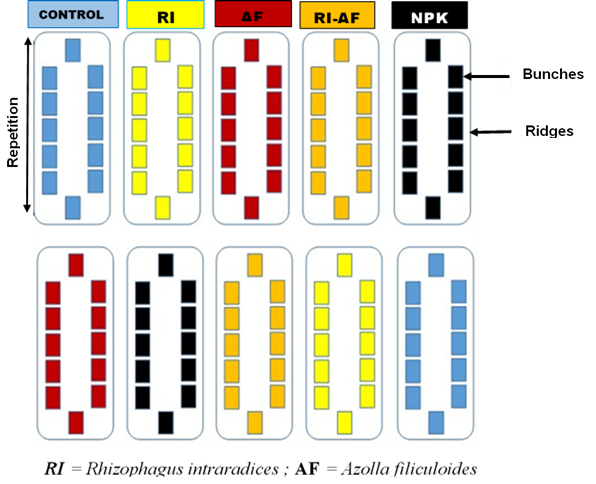 CONTROL RI AF RI-AF NPK
Bunches
Repetition
Ridges
RI = Rhizophagus intraradices ; AF = Azolla filiculoides